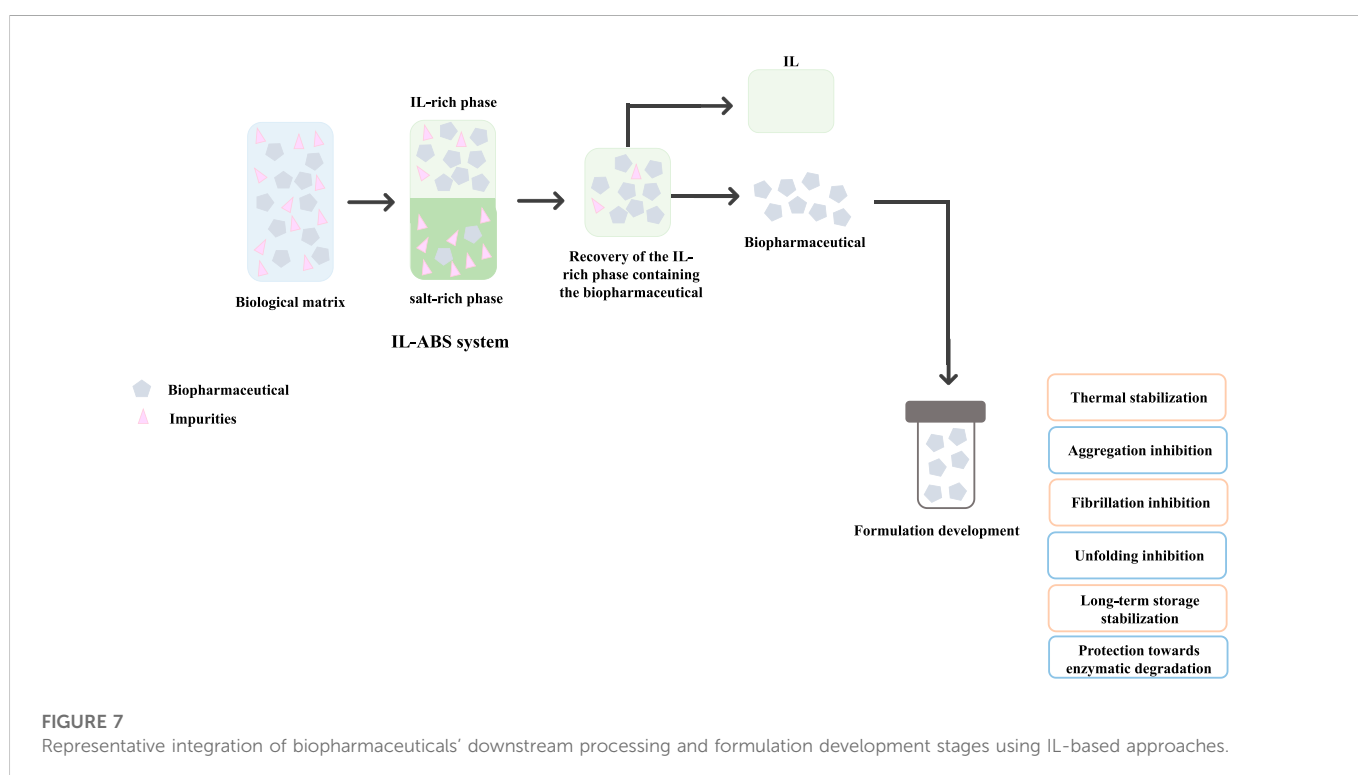 IL
IL-rich phase
Biological matrix
salt-rich phase
IL-ABS system
Recovery of the IL-
rich phase containing
the biopharmaceutical
Biopharmaceutical
Biopharmaceutical
Impurities
Formulation development
Thermal stabilization
Aggregation inhibition
Fibrillation inhibition
Unfolding inhibition
Long-term storage
stabilization
Protection towards
enzymatic degradation
FIGURE 7
Representative integration of biopharmaceuticals' downstream processing and formulation development stages using IL-based approaches.